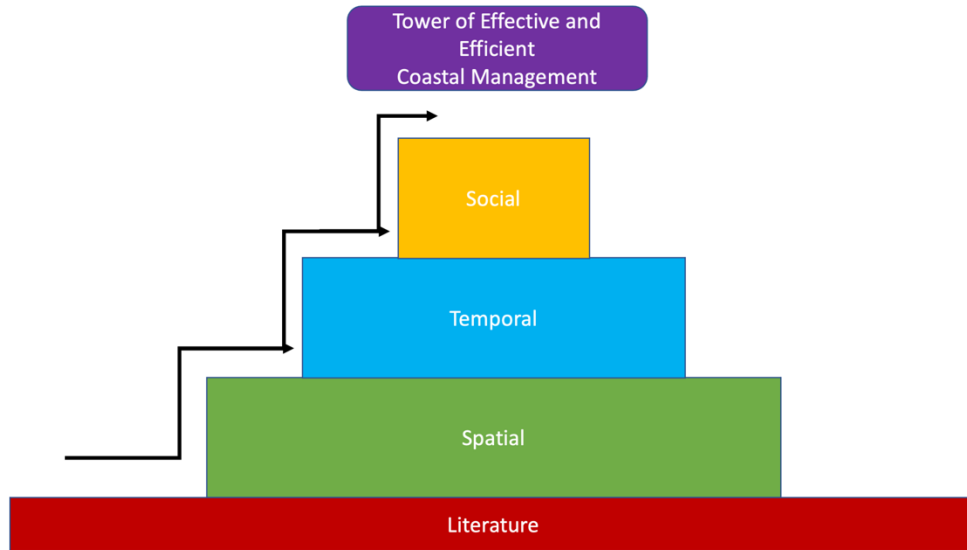 Tower of Effective and
Efficient
Coastal Management
Social
Temporal
Spatial
Literature